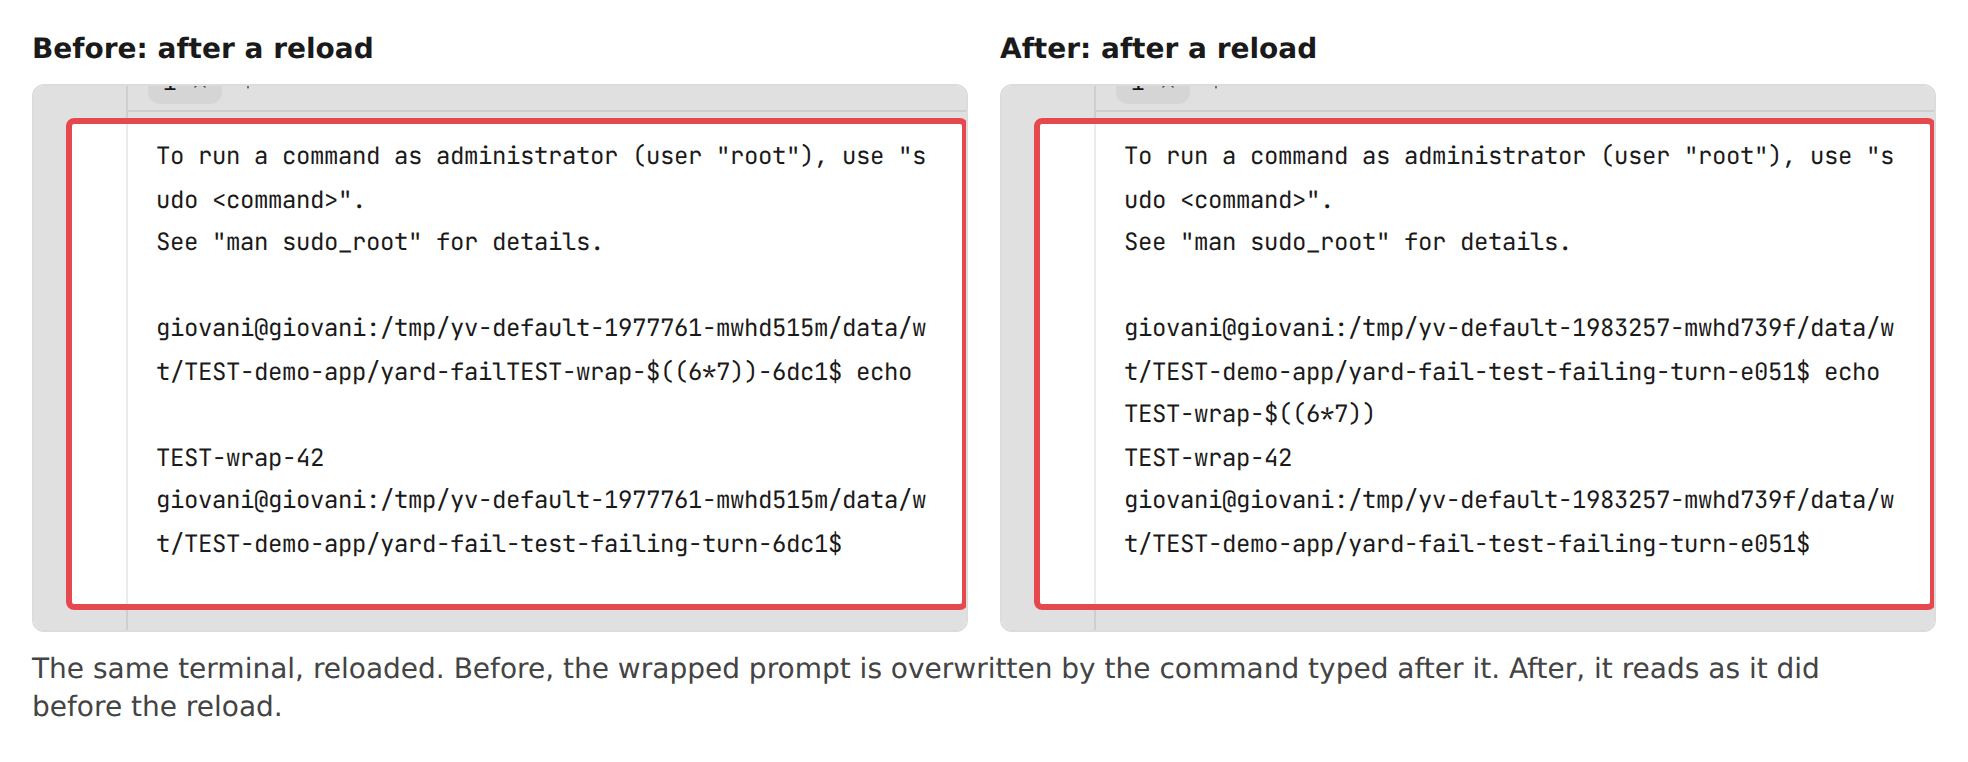 Before: after a reload
To run a command as administrator (user "root"), use "s
udo <command>".
See "man sudo_root" for details.
giovani@giovani:/tmp/yv-default-1977761-mwhd515m/data/w
t/TEST-demo-app/yard-failTEST-wrap-$((6*7))-6dc1$ echo
TEST-wrap-42
giovani@giovani:/tmp/yv-default-1977761-mwhd515m/data/w
t/TEST-demo-app/yard-fail-test-failing-turn-6dc1$
After: after a reload
To run a command as administrator (user "root"), use "s
udo <command>".
See "man sudo_root" for details.
giovani@giovani:/tmp/yv-default-1983257-mwhd739f/data/w
t/TEST-demo-app/yard-fail-test-failing-turn-e051$ echo
TEST-wrap-$((6*7))
TEST-wrap-42
giovani@giovani:/tmp/yv-default-1983257-mwhd739f/data/w
t/TEST-demo-app/yard-fail-test-failing-turn-e051$
The same terminal, reloaded. Before, the wrapped prompt is overwritten by the command typed after it. After, it reads as it did
before the reload.